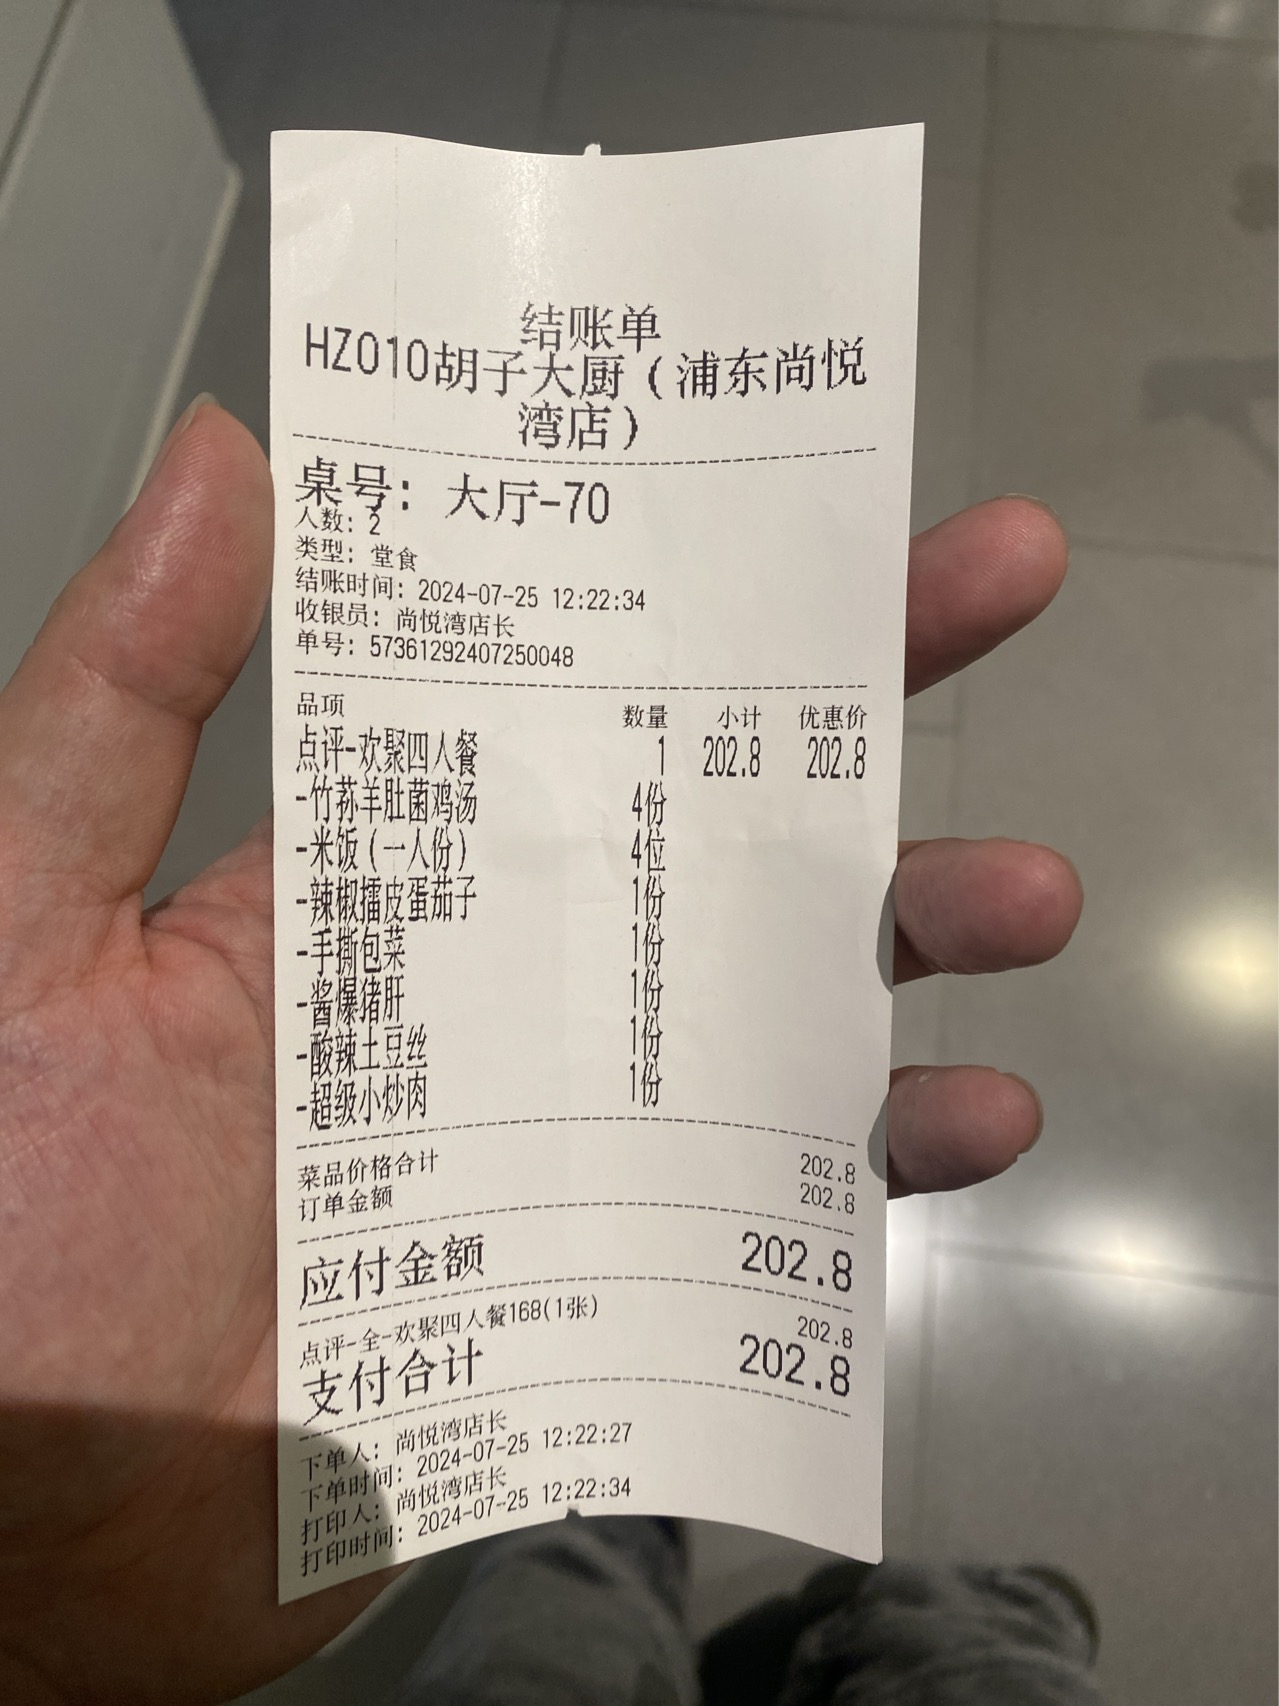 结账单
HZ010胡子大厨（浦东尚悦
湾店）
桌号：大厅-70
人数：2
类型：堂食
结账时间：2024-07-25 12:22:34
收银员：尚悦湾店长
单号：57361292407250048
品项 数量 小计 优惠价
点评-欢聚四人餐 1 202.8 202.8
-竹荪羊肚菌鸡汤 4份
-米饭（一人份） 4位
-辣椒擂皮蛋茄子 1份
-手撕包菜 1份
-酱爆猪肝 1份
-酸辣土豆丝 1份
-超级小炒肉 1份
菜品价格合计 202.8
订单金额 202.8
应付金额 202.8
点评-全-欢聚四人餐168(1张) 202.8
支付合计 202.8
下单人：尚悦湾店长
下单时间：2024-07-25 12:22:27
打印人：尚悦湾店长
打印时间：2024-07-25 12:22:34